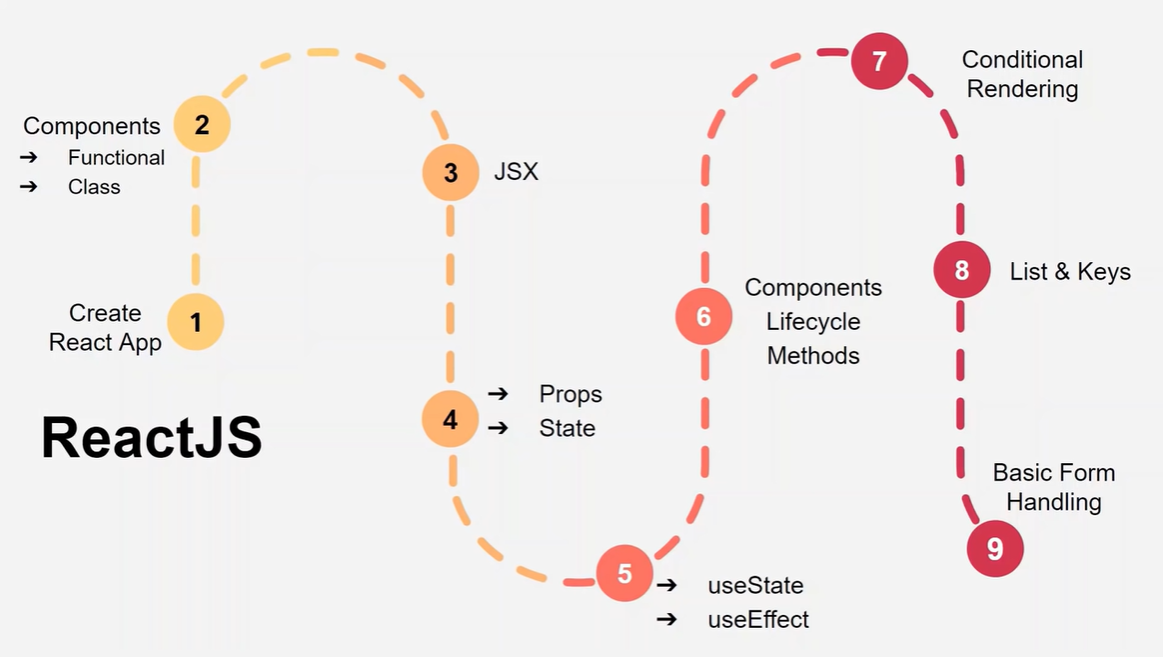 1
Create
React App
2
Components
➔ Functional
➔ Class
3
JSX
4
➔ Props
➔ State
5
➔ useState
➔ useEffect
6
Components
Lifecycle
Methods
7
Conditional
Rendering
8
List & Keys
9
Basic Form
Handling
ReactJS